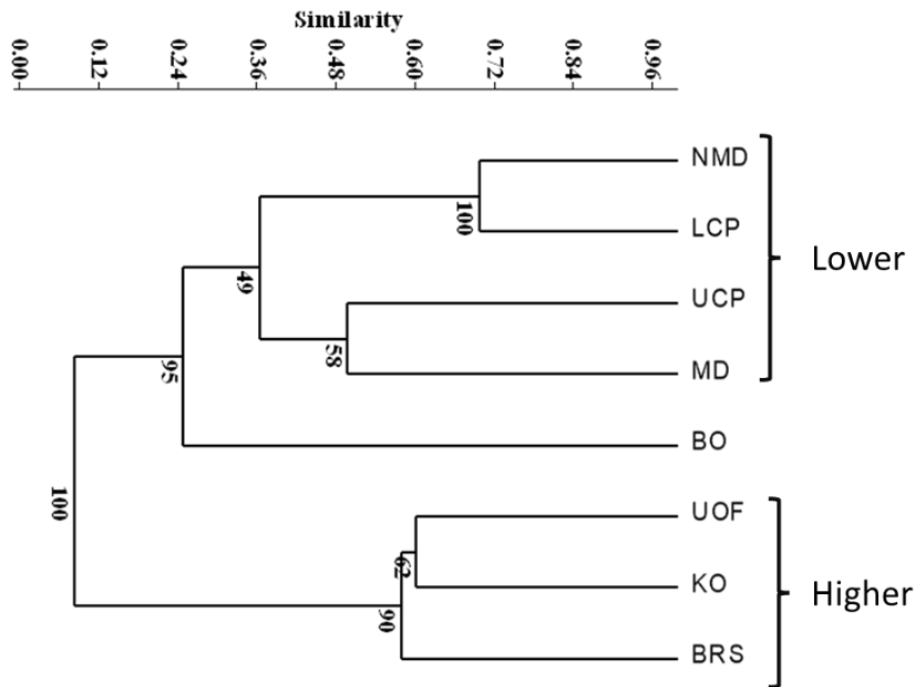 Similarity
0.00 0.12 0.24 0.36 0.48 0.60 0.72 0.84 0.96
NMD
100
LCP
Lower
49
UCP
58
MD
95
BO
100
UOF
62
KO
Higher
90
BRS